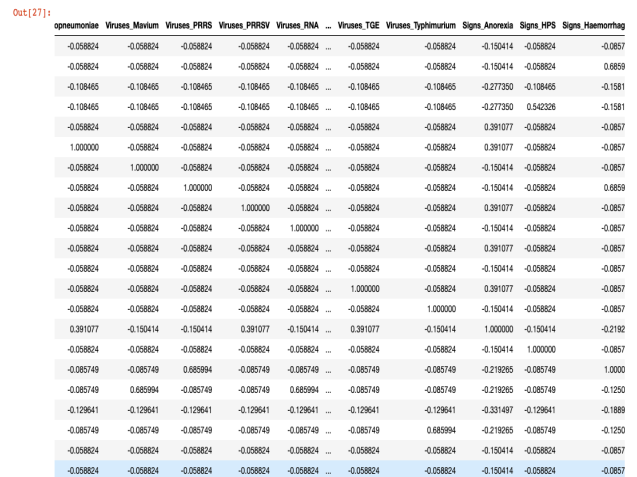 Out[27]:
opneumoniae Viruses_Mavium Viruses_PRRS Viruses_PRRSV Viruses_RNA ... Viruses_TGE Viruses_Typhimurium Signs_Anorexia Signs_HPS Signs_Haemorrhag
-0.058824 -0.058824 -0.058824 -0.058824 -0.058824 ... -0.058824 -0.058824 -0.150414 -0.058824 -0.0857
-0.058824 -0.058824 -0.058824 -0.058824 -0.058824 ... -0.058824 -0.058824 -0.150414 -0.058824 0.6859
-0.108465 -0.108465 -0.108465 -0.108465 -0.108465 ... -0.108465 -0.108465 -0.277350 -0.108465 -0.1581
-0.108465 -0.108465 -0.108465 -0.108465 -0.108465 ... -0.108465 -0.108465 -0.277350 0.542326 -0.1581
-0.058824 -0.058824 -0.058824 -0.058824 -0.058824 ... -0.058824 -0.058824 0.391077 -0.058824 -0.0857
1.000000 -0.058824 -0.058824 -0.058824 -0.058824 ... -0.058824 -0.058824 0.391077 -0.058824 -0.0857
-0.058824 1.000000 -0.058824 -0.058824 -0.058824 ... -0.058824 -0.058824 -0.150414 -0.058824 -0.0857
-0.058824 -0.058824 1.000000 -0.058824 -0.058824 ... -0.058824 -0.058824 -0.150414 -0.058824 0.6859
-0.058824 -0.058824 -0.058824 1.000000 -0.058824 ... -0.058824 -0.058824 0.391077 -0.058824 -0.0857
-0.058824 -0.058824 -0.058824 -0.058824 1.000000 ... -0.058824 -0.058824 -0.150414 -0.058824 -0.0857
-0.058824 -0.058824 -0.058824 -0.058824 -0.058824 ... -0.058824 -0.058824 0.391077 -0.058824 -0.0857
-0.058824 -0.058824 -0.058824 -0.058824 -0.058824 ... -0.058824 -0.058824 -0.150414 -0.058824 -0.0857
-0.058824 -0.058824 -0.058824 -0.058824 -0.058824 ... 1.000000 -0.058824 0.391077 -0.058824 -0.0857
-0.058824 -0.058824 -0.058824 -0.058824 -0.058824 ... -0.058824 1.000000 -0.150414 -0.058824 -0.0857
0.391077 -0.150414 -0.150414 0.391077 -0.150414 ... 0.391077 -0.150414 1.000000 -0.150414 -0.2192
-0.058824 -0.058824 -0.058824 -0.058824 -0.058824 ... -0.058824 -0.058824 -0.150414 1.000000 -0.0857
-0.085749 -0.085749 0.685994 -0.085749 -0.085749 ... -0.085749 -0.085749 -0.219265 -0.085749 1.0000
-0.085749 0.685994 -0.085749 -0.085749 0.685994 ... -0.085749 -0.085749 -0.219265 -0.085749 -0.1250
-0.129641 -0.129641 -0.129641 -0.129641 -0.129641 ... -0.129641 -0.129641 -0.331497 -0.129641 -0.1889
-0.085749 -0.085749 -0.085749 -0.085749 -0.085749 ... -0.085749 0.685994 -0.219265 -0.085749 -0.1250
-0.058824 -0.058824 -0.058824 -0.058824 -0.058824 ... -0.058824 -0.058824 -0.150414 -0.058824 -0.0857
-0.058824 -0.058824 -0.058824 -0.058824 -0.058824 ... -0.058824 -0.058824 -0.150414 -0.058824 -0.0857